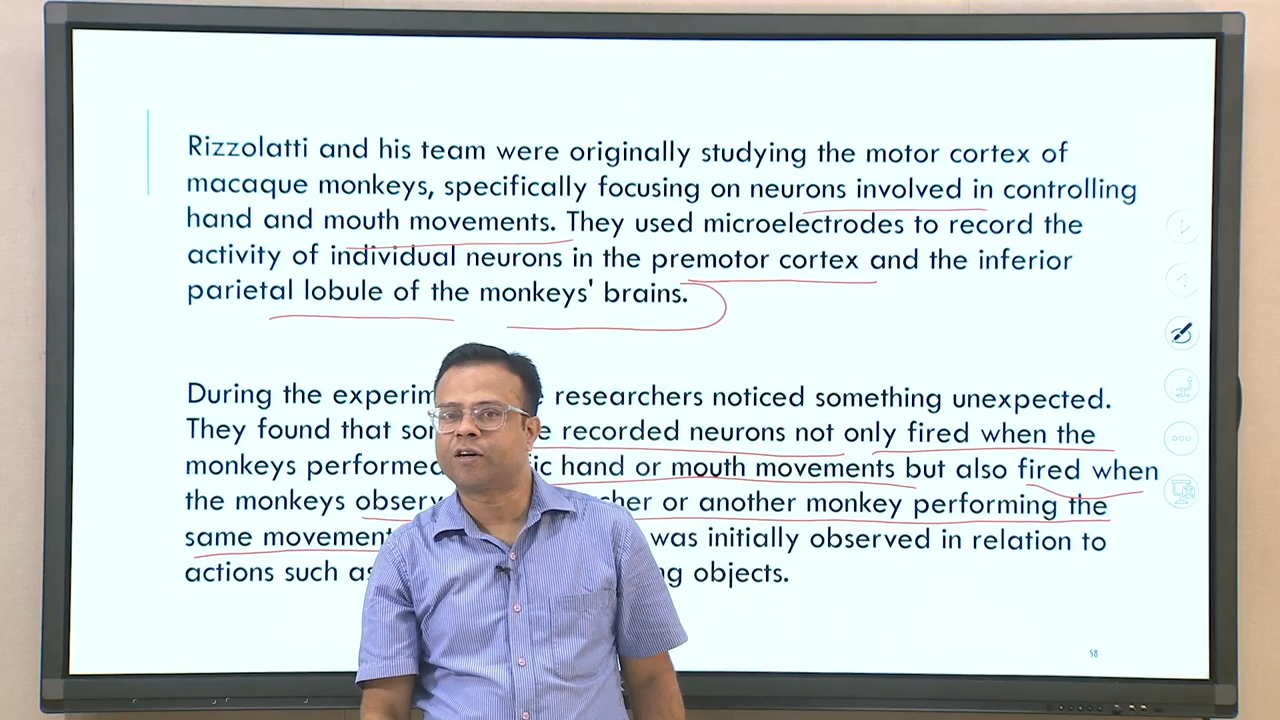 Rizzolatti and his team were originally studying the motor cortex of
macaque monkeys, specifically focusing on neurons involved in controlling
hand and mouth movements. They used microelectrodes to record the
activity of individual neurons in the premotor cortex and the inferior
parietal lobule of the monkeys' brains.
During the experim researchers noticed something unexpected.
They found that so recorded neurons not only fired when the
monkeys performed ic hand or mouth movements but also fired when
the monkeys observ cher or another monkey performing the
same movement was initially observed in relation to
actions such as ng objects.
58